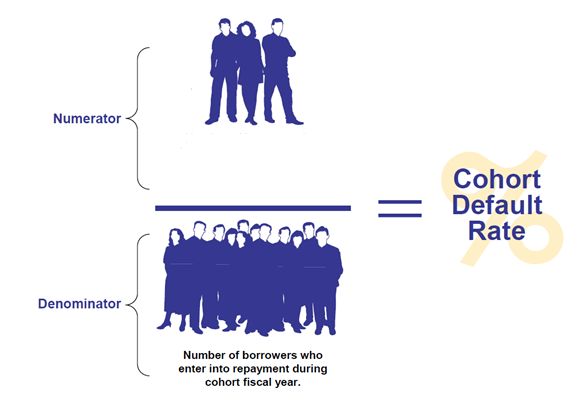 Numerator
Denominator
Number of borrowers who
enter into repayment during
cohort fiscal year.
=
%
Cohort
Default
Rate